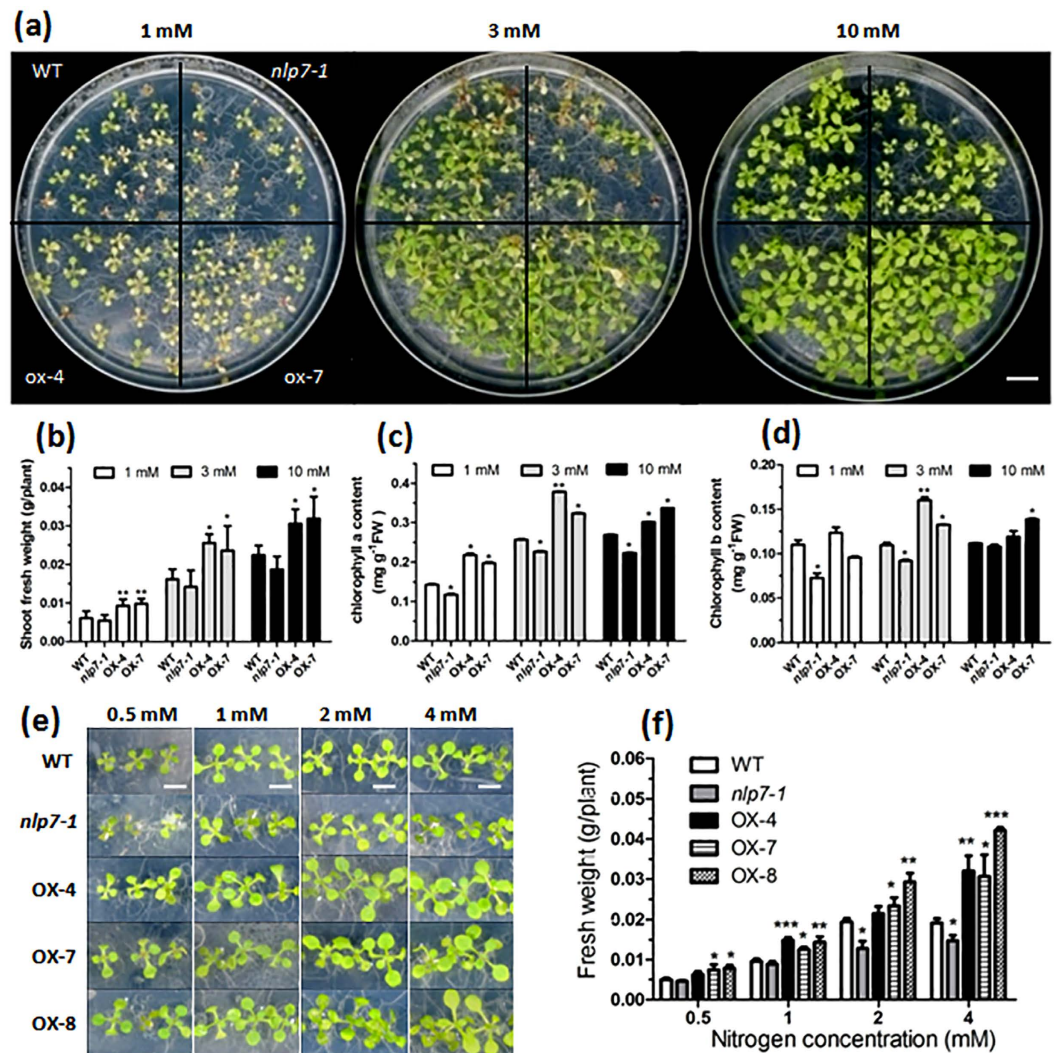 (a)
1 mM 3 mM 10 mM
WT nlp7-1
ox-4 ox-7
(b)
Shoot fresh weight (g/plant)
1 mM 3 mM 10 mM
0.04
0.03
0.02
0.01
0.00
** **
* *
* *
WT nlp7-1 OX-4 OX-7 WT nlp7-1 OX-4 OX-7 WT nlp7-1 OX-4 OX-7
(c)
chlorophyll a content
(mg g-1FW)
1 mM 3 mM 10 mM
0.4
0.3
0.2
0.1
0.0
* * *
* ** *
* * *
WT nlp7-1 OX-4 OX-7 WT nlp7-1 OX-4 OX-7 WT nlp7-1 OX-4 OX-7
(d)
Chlorophyll b content
(mg g-1FW)
1 mM 3 mM 10 mM
0.20
0.15
0.10
0.05
0.00
*
* ** *
*
WT nlp7-1 OX-4 OX-7 WT nlp7-1 OX-4 OX-7 WT nlp7-1 OX-4 OX-7
(e)
0.5 mM 1 mM 2 mM 4 mM
WT
nlp7-1
OX-4
OX-7
OX-8
(f)
Fresh weight (g/plant)
0.06
0.05
0.04
0.03
0.02
0.01
0.00
WT
nlp7-1
OX-4
OX-7
OX-8
* *
*** * **
* * **
* ** * ***
0.5 1 2 4
Nitrogen concentration (mM)